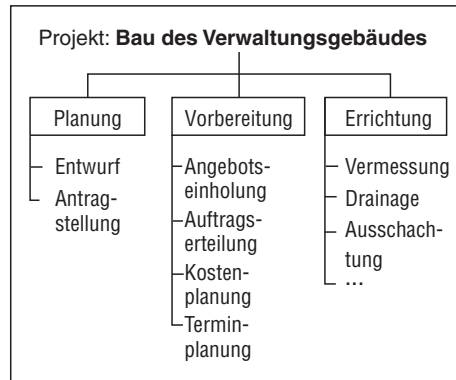 Projekt: Bau des Verwaltungsgebäudes
Planung
Entwurf
Antrag-
stellung
Vorbereitung
Angebots-
einholung
Auftrags-
erteilung
Kosten-
planung
Termin-
planung
Errichtung
Vermessung
Drainage
Ausschach-
tung
...